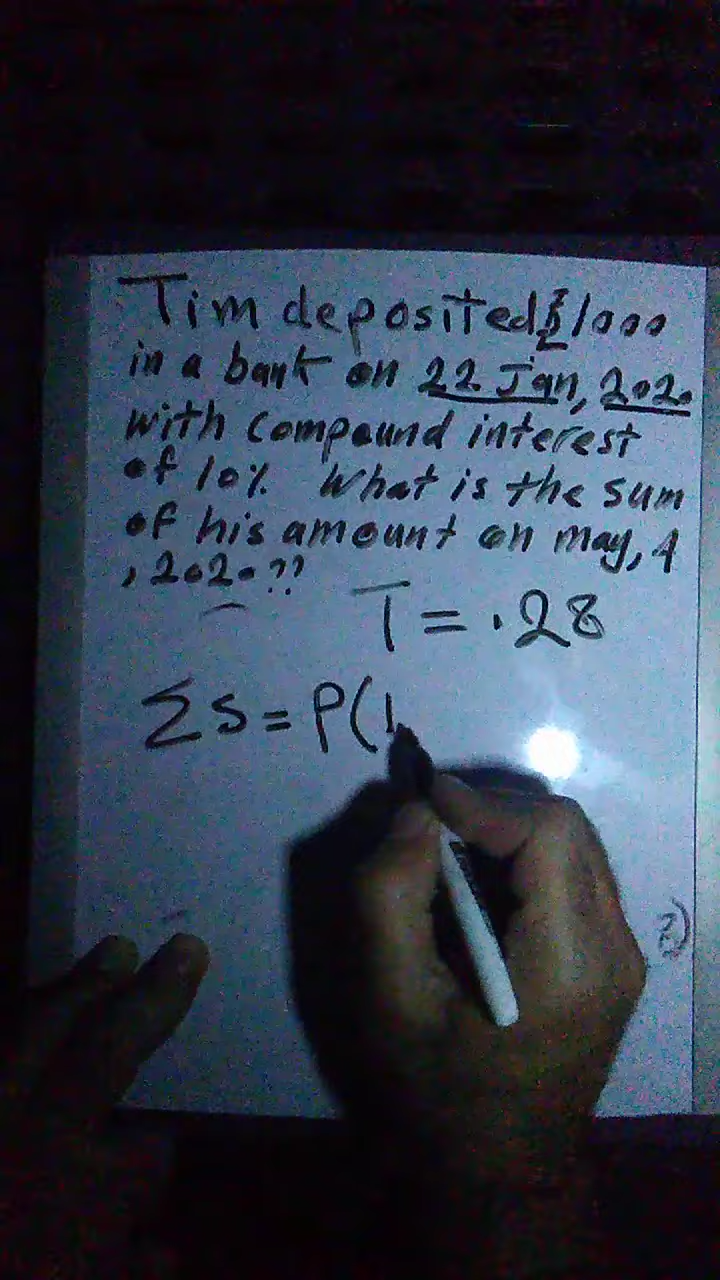 Tim deposited £1000
in a bank on 22 Jan, 2020
with compound interest
of 10% What is the sum
of his amount on may, 4
, 2020??
T = .28
ΣS = P(1
?)